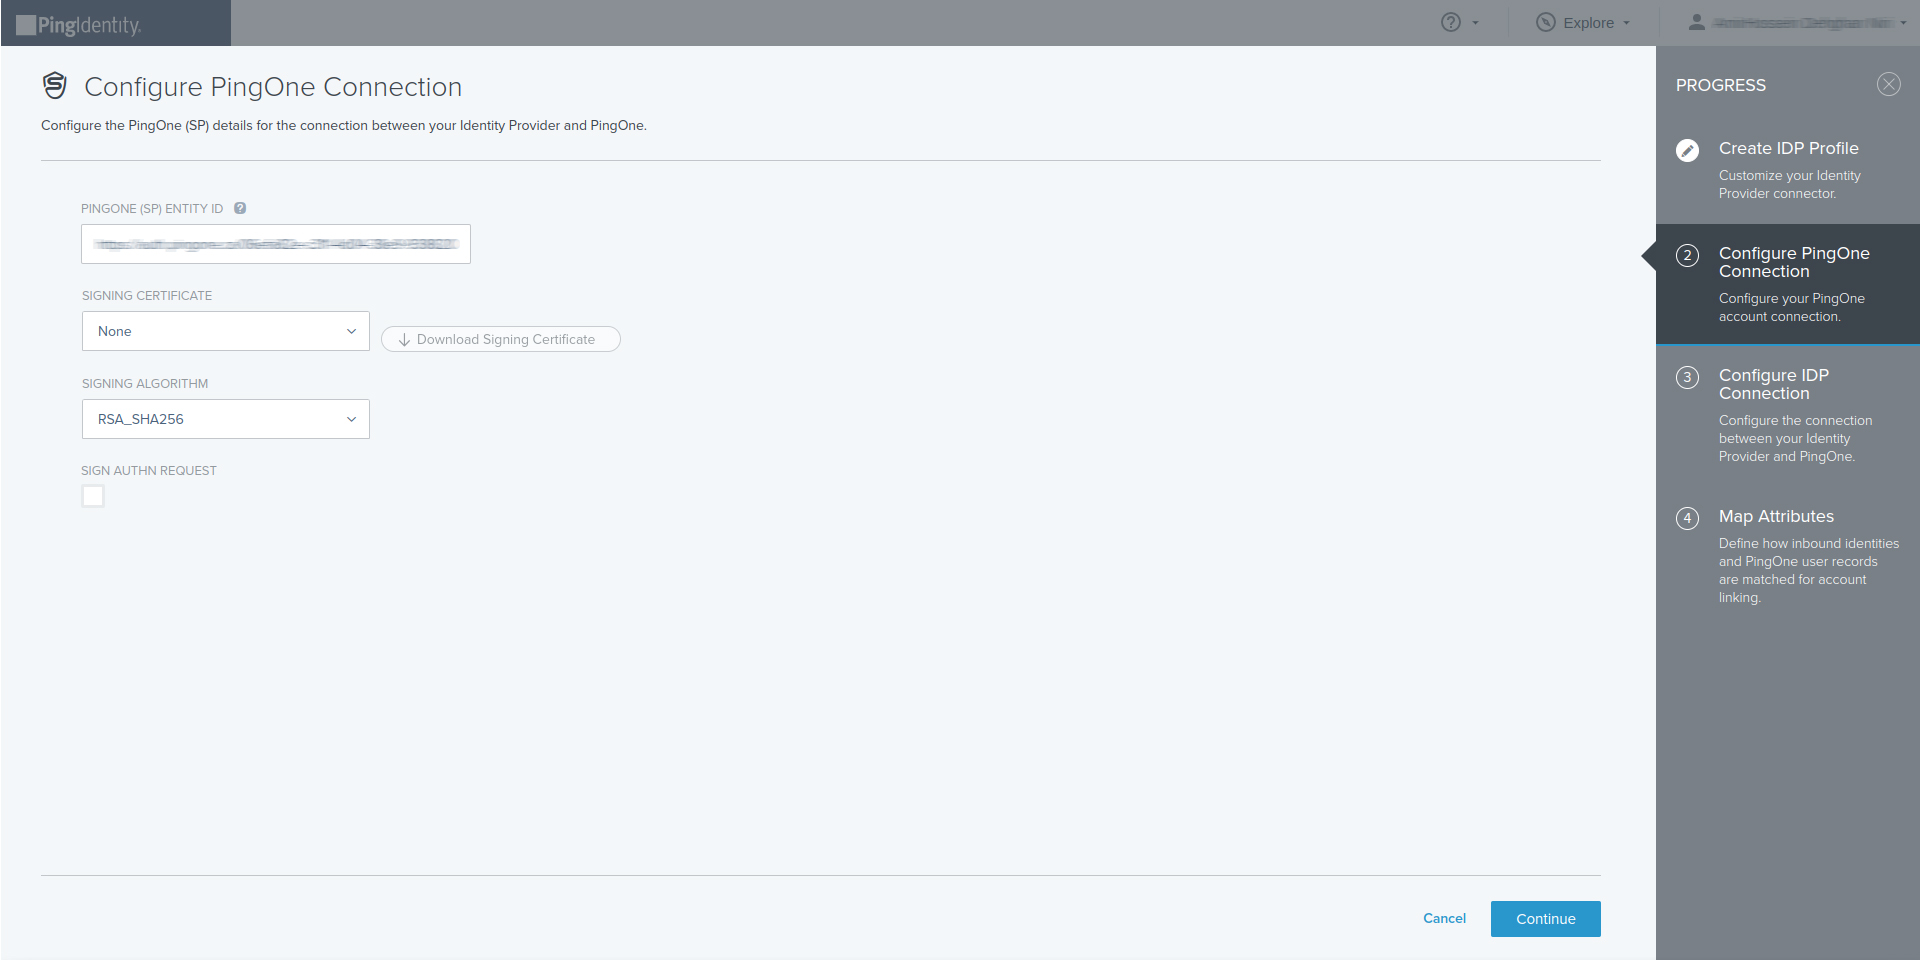 PingIdentity.
Explore
Configure PingOne Connection
Configure the PingOne (SP) details for the connection between your Identity Provider and PingOne.
PINGONE (SP) ENTITY ID ?
SIGNING CERTIFICATE
None
Download Signing Certificate
SIGNING ALGORITHM
RSA_SHA256
SIGN AUTHN REQUEST
Cancel
Continue
PROGRESS
Create IDP Profile
Customize your Identity
Provider connector.
2 Configure PingOne
Connection
Configure your PingOne
account connection.
3 Configure IDP
Connection
Configure the connection
between your Identity
Provider and PingOne.
4 Map Attributes
Define how inbound identities
and PingOne user records
are matched for account
linking.